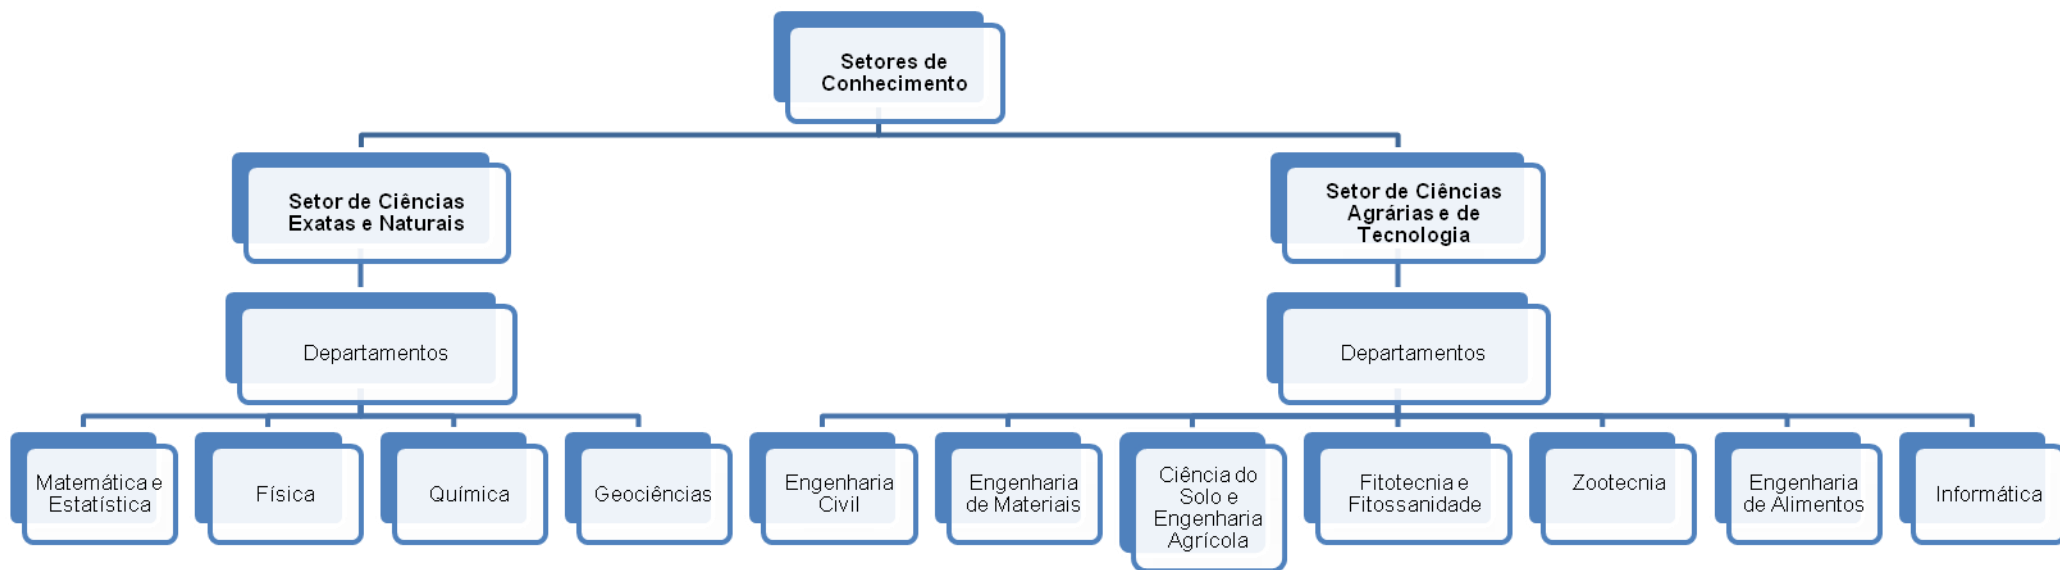 Setores de
Conhecimento
Setor de Ciências
Exatas e Naturais
Setor de Ciências
Agrárias e de
Tecnologia
Departamentos
Departamentos
Matemática e
Estatística
Física
Química
Geociências
Engenharia
Civil
Engenharia
de Materiais
Ciência do
Solo e
Engenharia
Agrícola
Fitotecnia e
Fitossanidade
Zootecnia
Engenharia
de Alimentos
Informática